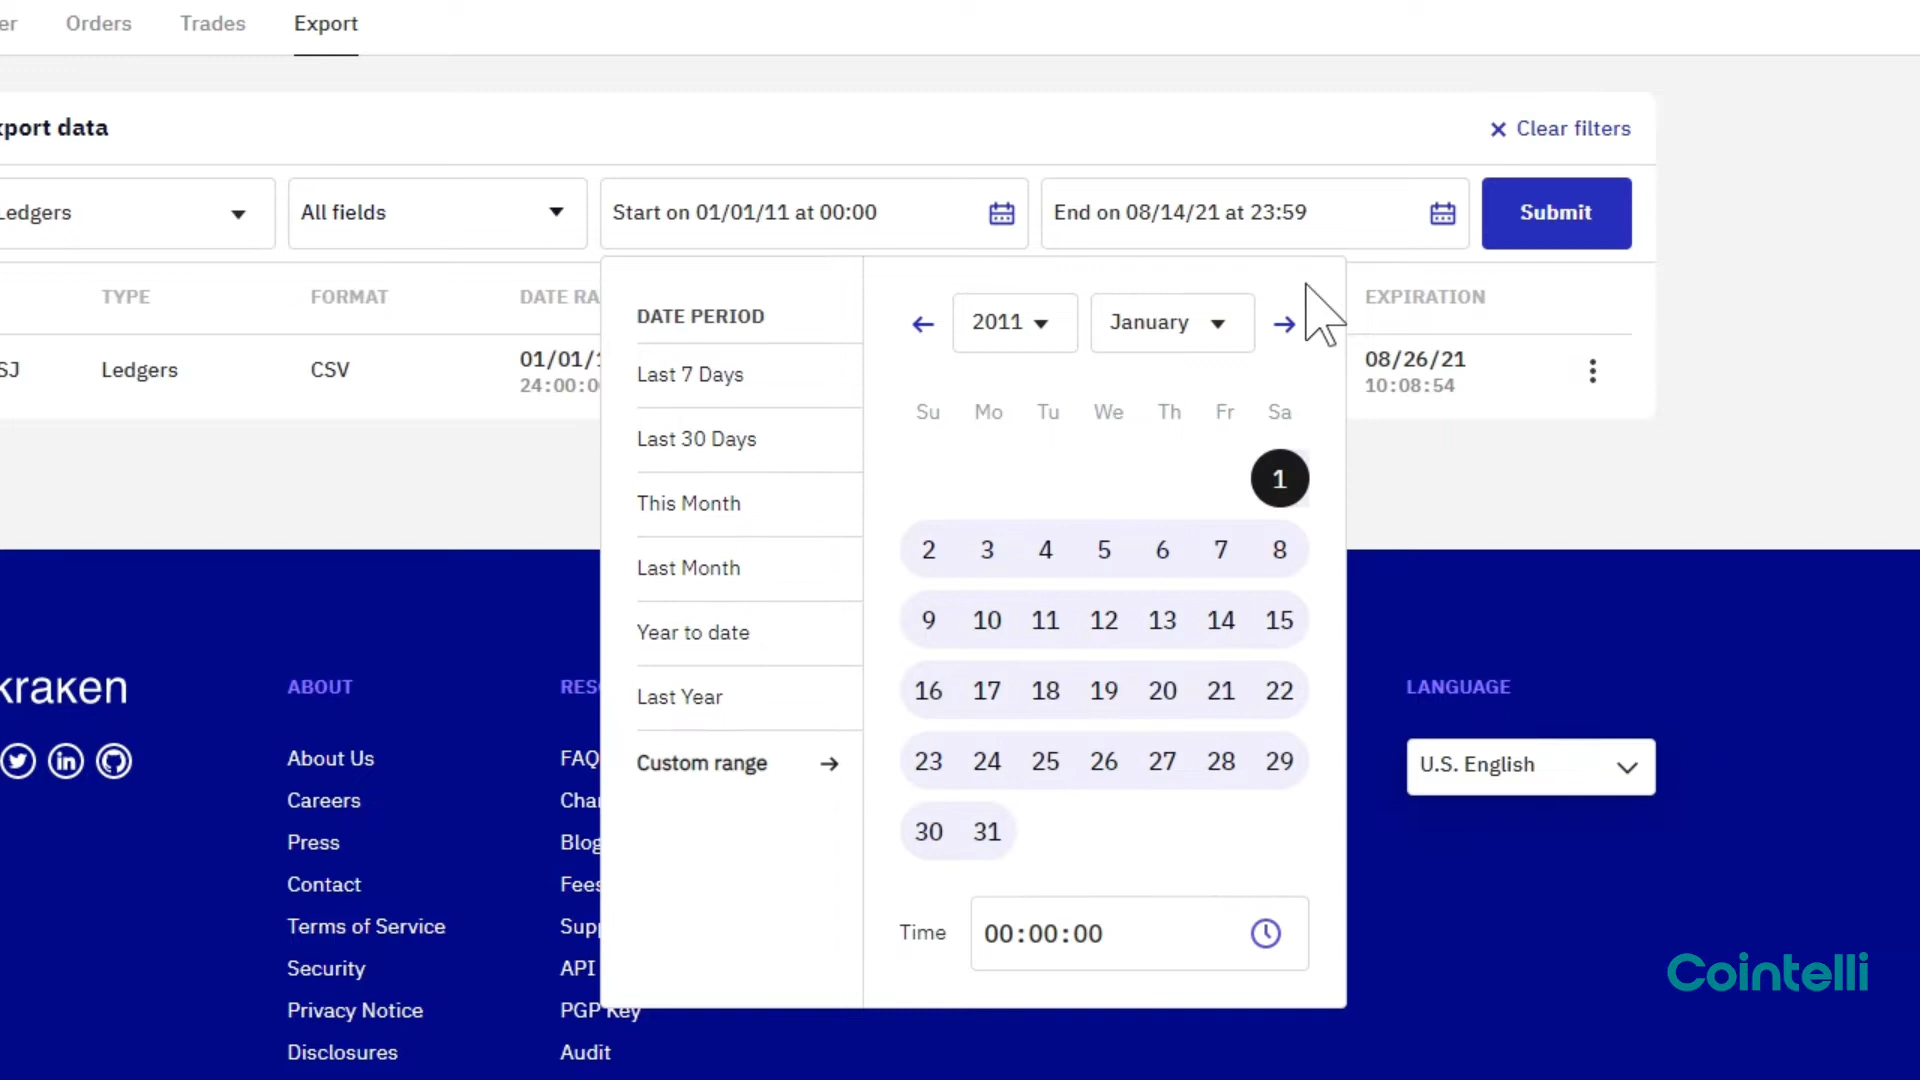 er Orders Trades Export
xport data
Clear filters
Ledgers
All fields
Start on 01/01/11 at 00:00
End on 08/14/21 at 23:59
Submit
TYPE FORMAT DATE RA EXPIRATION
SJ Ledgers CSV 01/01/1 08/26/21
24:00:0 10:08:54
DATE PERIOD
Last 7 Days
Last 30 Days
This Month
Last Month
Year to date
Last Year
Custom range
2011 January
Su Mo Tu We Th Fr Sa
1
2 3 4 5 6 7 8
9 10 11 12 13 14 15
16 17 18 19 20 21 22
23 24 25 26 27 28 29
30 31
Time 00:00:00
kraken
in
ABOUT
About Us
Careers
Press
Contact
Terms of Service
Security
Privacy Notice
Disclosures
RES
FAQ
Cha
Blog
Fees
Supp
API
PGP Key
Audit
LANGUAGE
U.S. English
Cointelli